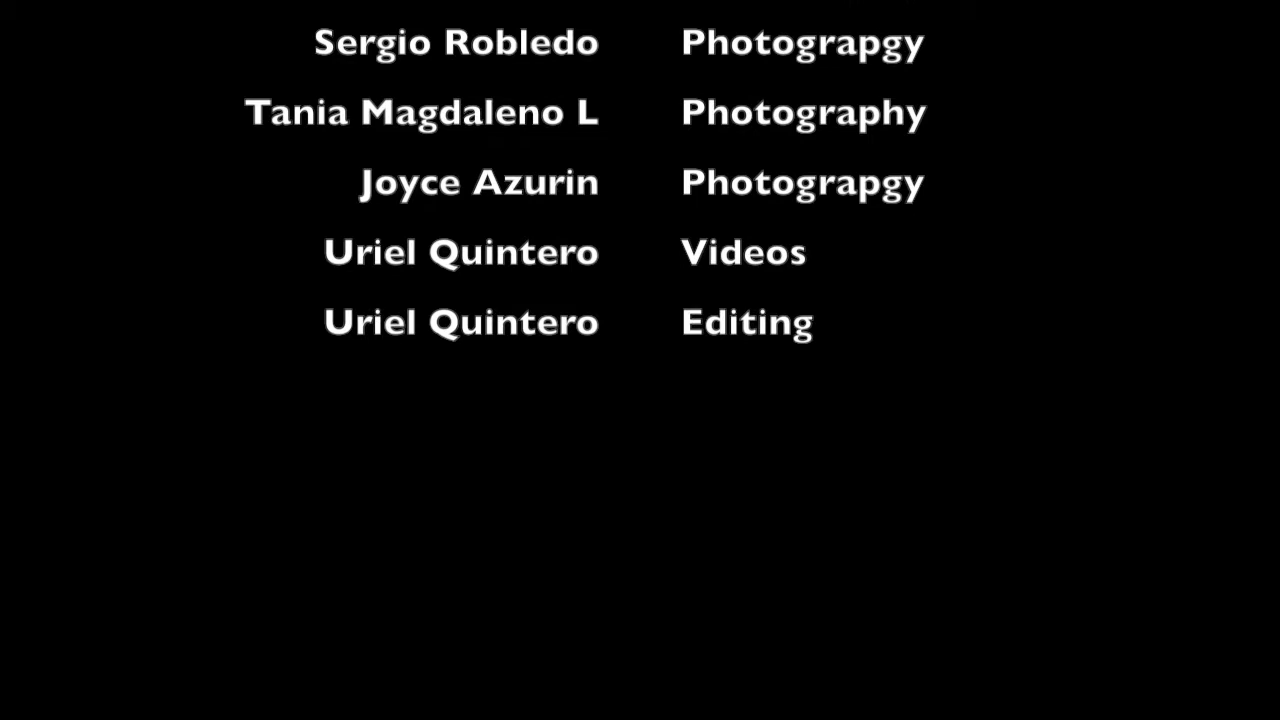 Sergio Robledo Photograpgy
Tania Magdaleno L Photography
Joyce Azurin Photograpgy
Uriel Quintero Videos
Uriel Quintero Editing